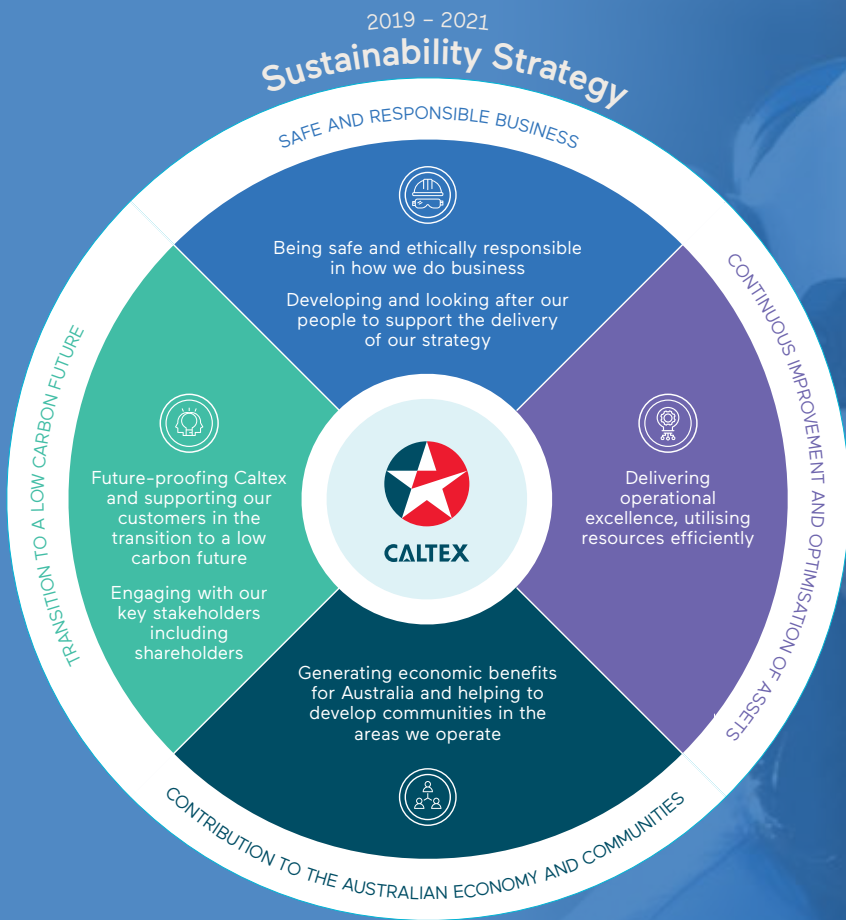 2019 – 2021
Sustainability Strategy
SAFE AND RESPONSIBLE BUSINESS
Being safe and ethically responsible
in how we do business
Developing and looking after our
people to support the delivery
of our strategy
CONTINUOUS IMPROVEMENT AND OPTIMISATION OF ASSETS
Delivering
operational
excellence, utilising
resources efficiently
TRANSITION TO A LOW CARBON FUTURE
Future-proofing Caltex
and supporting our
customers in the
transition to a low
carbon future
Engaging with our
key stakeholders
including
shareholders
CALTEX
Generating economic benefits
for Australia and helping to
develop communities in the
areas we operate
CONTRIBUTION TO THE AUSTRALIAN ECONOMY AND COMMUNITIES